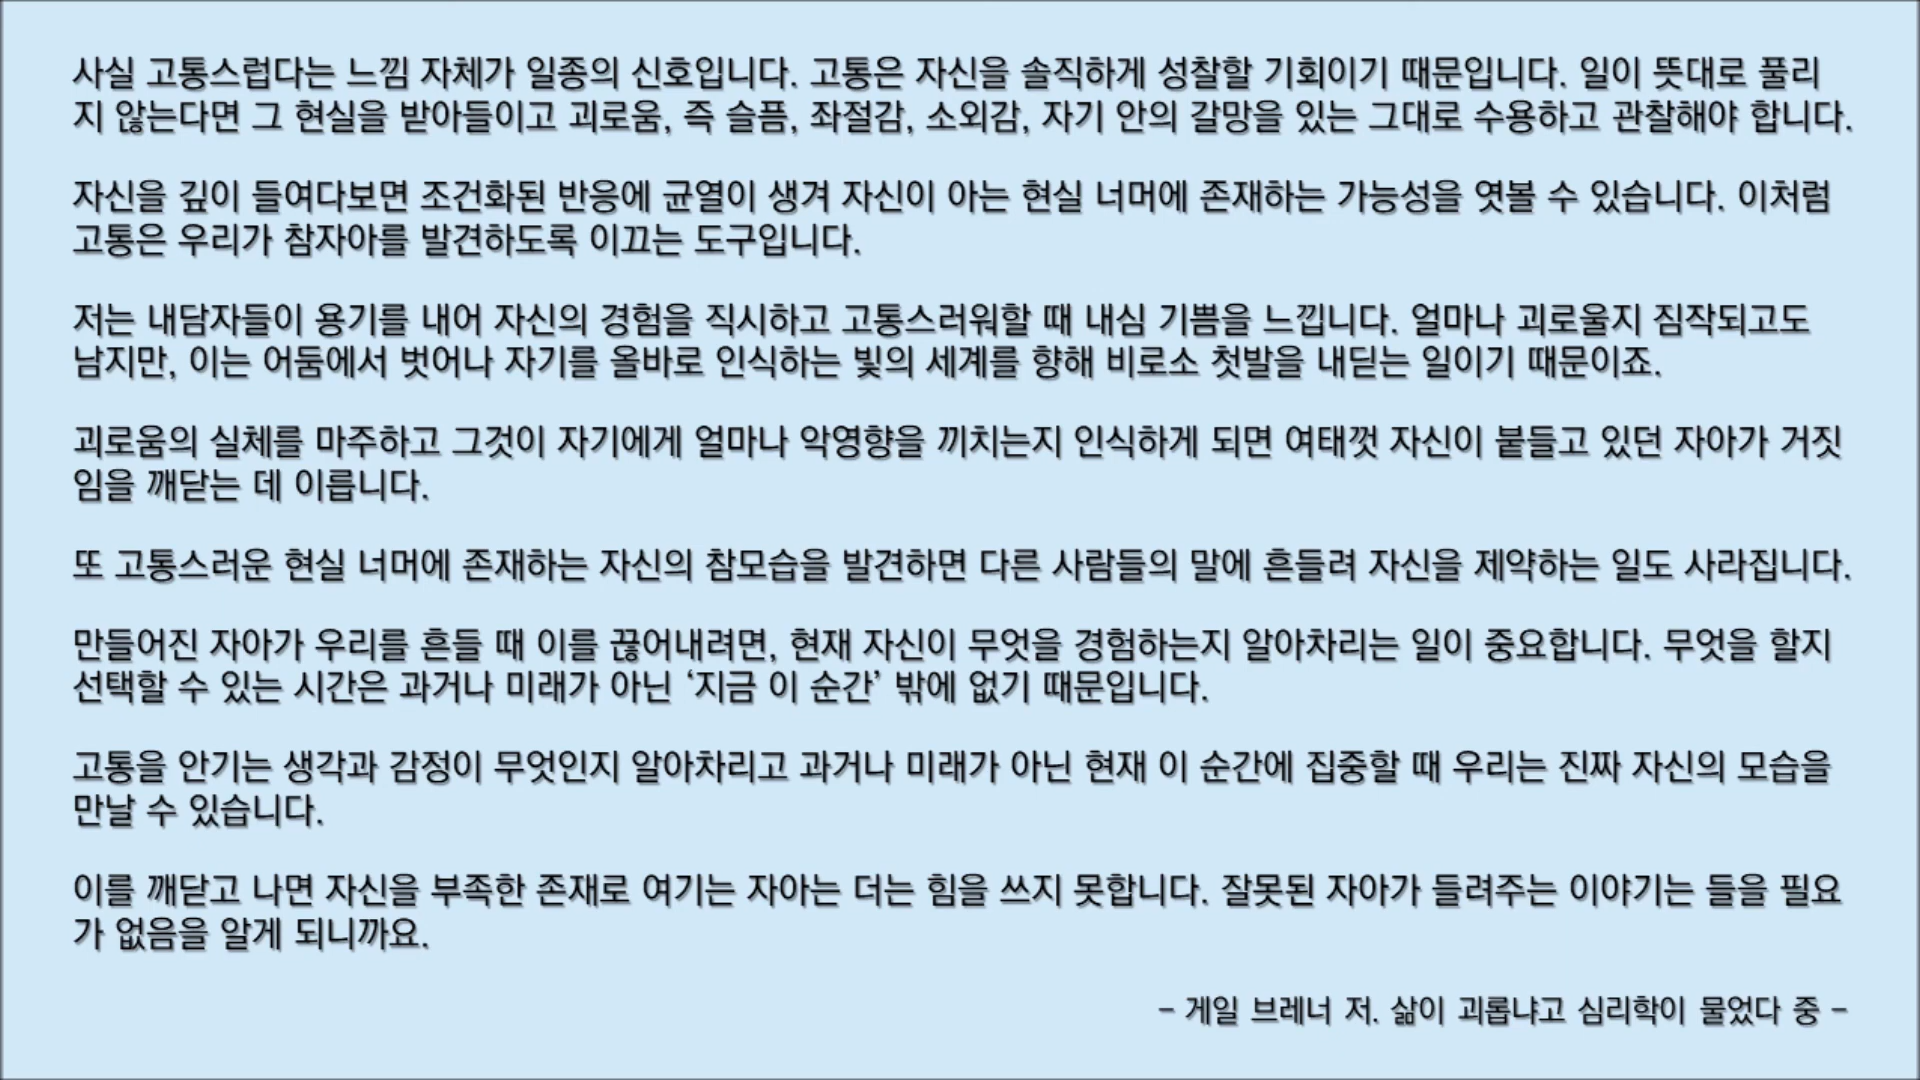 사실 고통스럽다는 느낌 자체가 일종의 신호입니다. 고통은 자신을 솔직하게 성찰할 기회이기 때문입니다. 일이 뜻대로 풀리
지 않는다면 그 현실을 받아들이고 괴로움, 즉 슬픔, 좌절감, 소외감, 자기 안의 갈망을 있는 그대로 수용하고 관찰해야 합니다.
자신을 깊이 들여다보면 조건화된 반응에 균열이 생겨 자신이 아는 현실 너머에 존재하는 가능성을 엿볼 수 있습니다. 이처럼
고통은 우리가 참자아를 발견하도록 이끄는 도구입니다.
저는 내담자들이 용기를 내어 자신의 경험을 직시하고 고통스러워할 때 내심 기쁨을 느낍니다. 얼마나 괴로울지 짐작되고도
남지만, 이는 어둠에서 벗어나 자기를 올바로 인식하는 빛의 세계를 향해 비로소 첫발을 내딛는 일이기 때문이죠.
괴로움의 실체를 마주하고 그것이 자기에게 얼마나 악영향을 끼치는지 인식하게 되면 여태껏 자신이 붙들고 있던 자아가 거짓
임을 깨닫는 데 이릅니다.
또 고통스러운 현실 너머에 존재하는 자신의 참모습을 발견하면 다른 사람들의 말에 흔들려 자신을 제약하는 일도 사라집니다.
만들어진 자아가 우리를 흔들 때 이를 끊어내려면, 현재 자신이 무엇을 경험하는지 알아차리는 일이 중요합니다. 무엇을 할지
선택할 수 있는 시간은 과거나 미래가 아닌 ‘지금 이 순간’ 밖에 없기 때문입니다.
고통을 안기는 생각과 감정이 무엇인지 알아차리고 과거나 미래가 아닌 현재 이 순간에 집중할 때 우리는 진짜 자신의 모습을
만날 수 있습니다.
이를 깨닫고 나면 자신을 부족한 존재로 여기는 자아는 더는 힘을 쓰지 못합니다. 잘못된 자아가 들려주는 이야기는 들을 필요
가 없음을 알게 되니까요.
- 게일 브레너 저. 삶이 괴롭냐고 심리학이 물었다 중 -